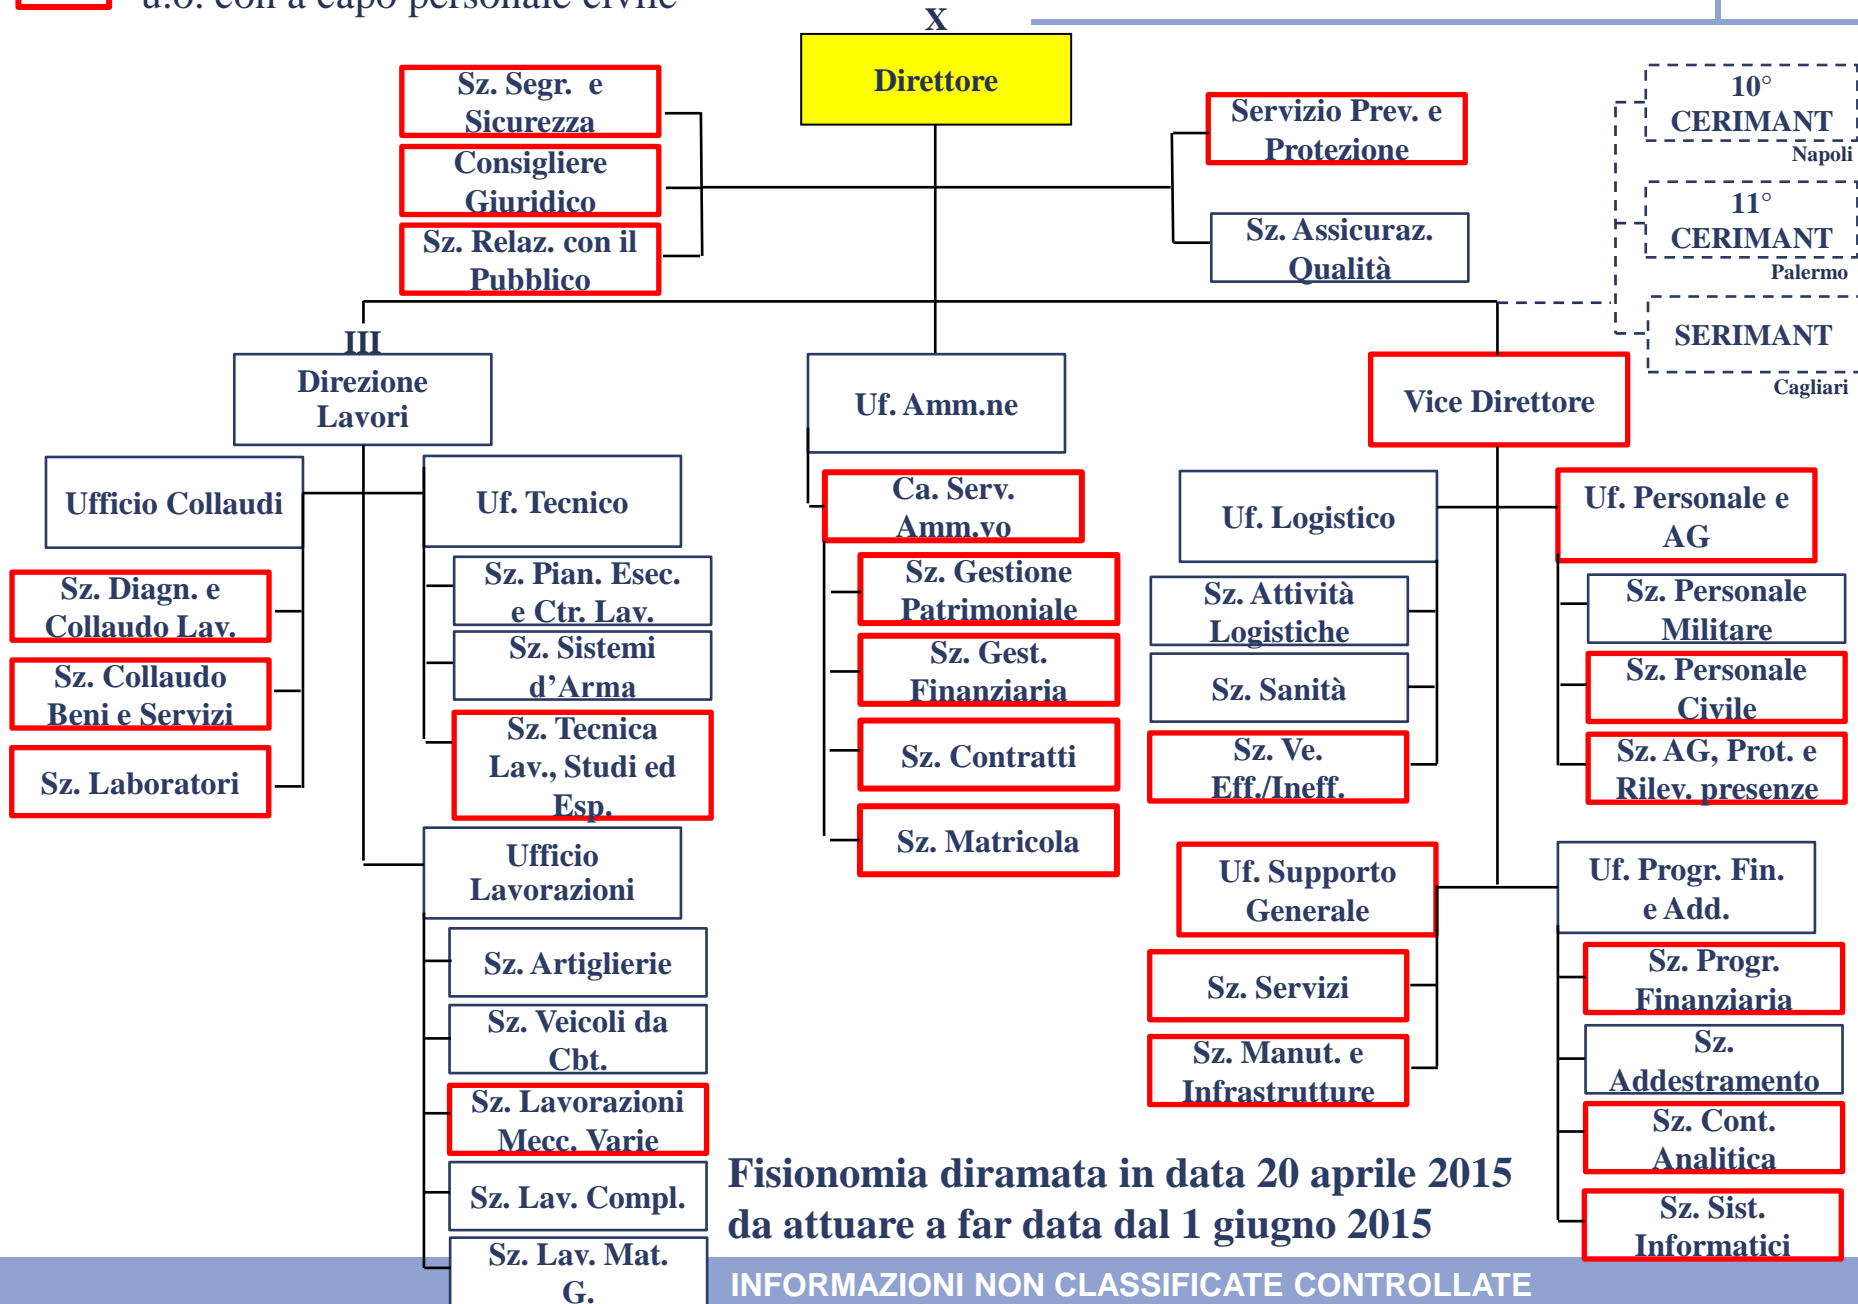 u.o. con a capo personale civile
X
Direttore
Sz. Segr. e
Sicurezza
Consigliere
Giuridico
Sz. Relaz. con il
Pubblico
Servizio Prev. e
Protezione
Sz. Assicuraz.
Qualità
10°
CERIMANT
Napoli
11°
CERIMANT
Palermo
SERIMANT
Cagliari
III
Direzione
Lavori
Uf. Amm.ne
Vice Direttore
Ufficio Collaudi
Sz. Diagn. e
Collaudo Lav.
Sz. Collaudo
Beni e Servizi
Sz. Laboratori
Uf. Tecnico
Sz. Pian. Esec.
e Ctr. Lav.
Sz. Sistemi
d’Arma
Sz. Tecnica
Lav., Studi ed
Esp.
Ufficio
Lavorazioni
Sz. Artiglierie
Sz. Veicoli da
Cbt.
Sz. Lavorazioni
Mecc. Varie
Sz. Lav. Compl.
Sz. Lav. Mat.
G.
Ca. Serv.
Amm.vo
Sz. Gestione
Patrimoniale
Sz. Gest.
Finanziaria
Sz. Contratti
Sz. Matricola
Uf. Logistico
Sz. Attività
Logistiche
Sz. Sanità
Sz. Ve.
Eff./Ineff.
Uf. Personale e
AG
Sz. Personale
Militare
Sz. Personale
Civile
Sz. AG, Prot. e
Rilev. presenze
Uf. Supporto
Generale
Sz. Servizi
Sz. Manut. e
Infrastrutture
Uf. Progr. Fin.
e Add.
Sz. Progr.
Finanziaria
Sz.
Addestramento
Sz. Cont.
Analitica
Sz. Sist.
Informatici
Fisionomia diramata in data 20 aprile 2015
da attuare a far data dal 1 giugno 2015
INFORMAZIONI NON CLASSIFICATE CONTROLLATE